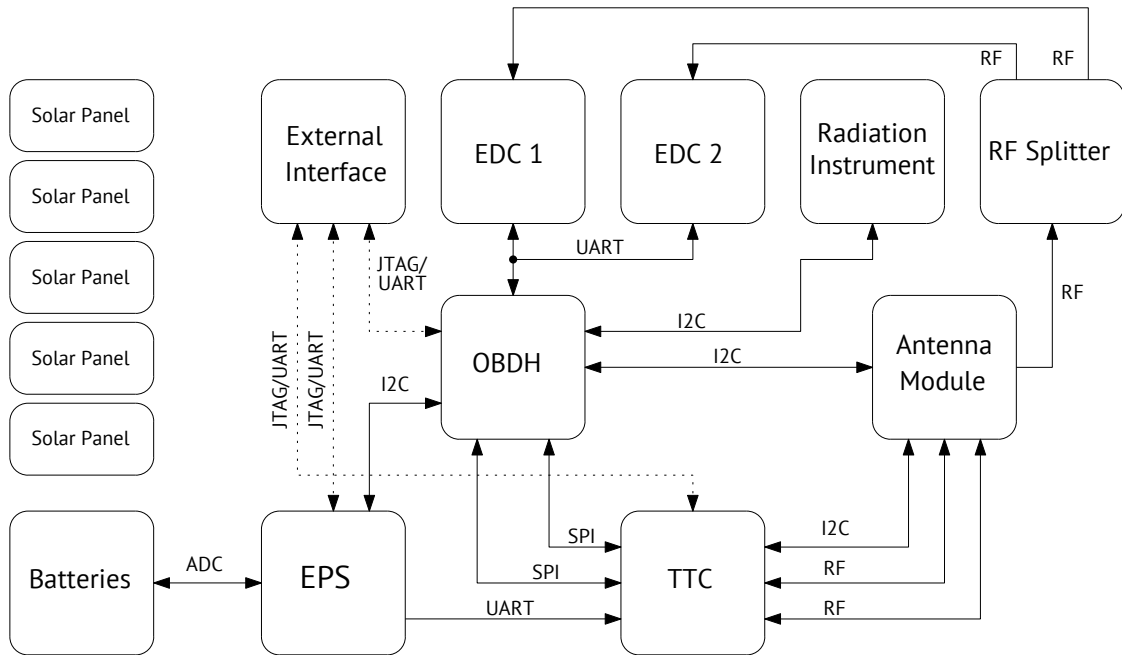 RF
RF
Solar Panel
External
Interface
EDC 1
EDC 2
Radiation
Instrument
RF Splitter
Solar Panel
UART
JTAG/
UART
Solar Panel
RF
I2C
Antenna
Module
OBDH
I2C
Solar Panel
JTAG/UART
JTAG/UART
I2C
Solar Panel
Batteries
ADC
EPS
SPI
SPI
UART
TTC
I2C
RF
RF